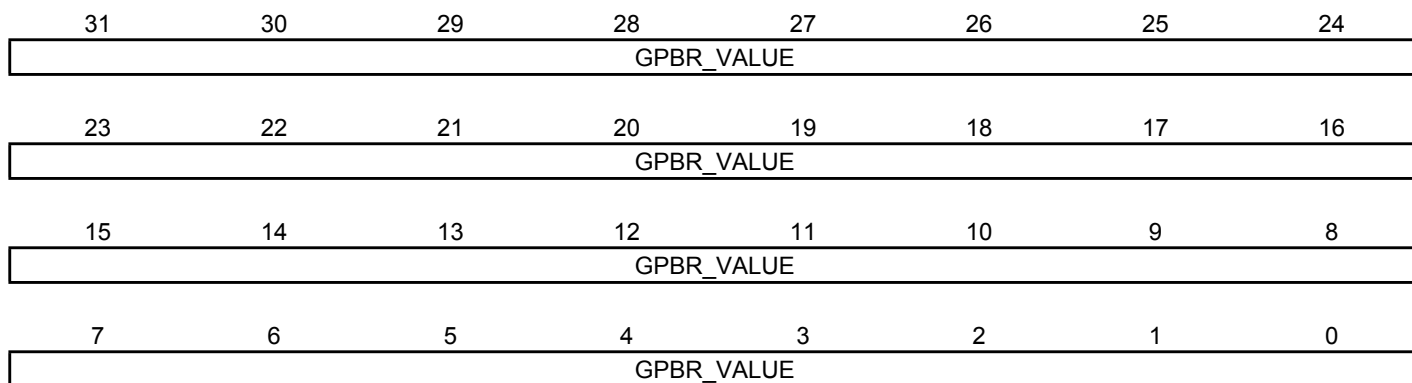 31 30 29 28 27 26 25 24
GPBR_VALUE
23 22 21 20 19 18 17 16
GPBR_VALUE
15 14 13 12 11 10 9 8
GPBR_VALUE
7 6 5 4 3 2 1 0
GPBR_VALUE